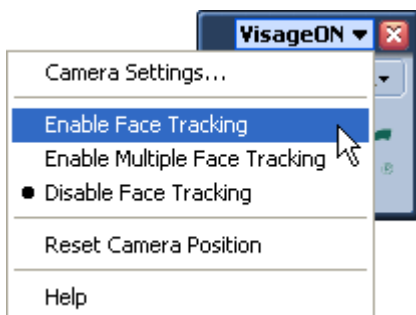 VisageON
Camera Settings...
Enable Face Tracking
Enable Multiple Face Tracking
Disable Face Tracking
Reset Camera Position
Help